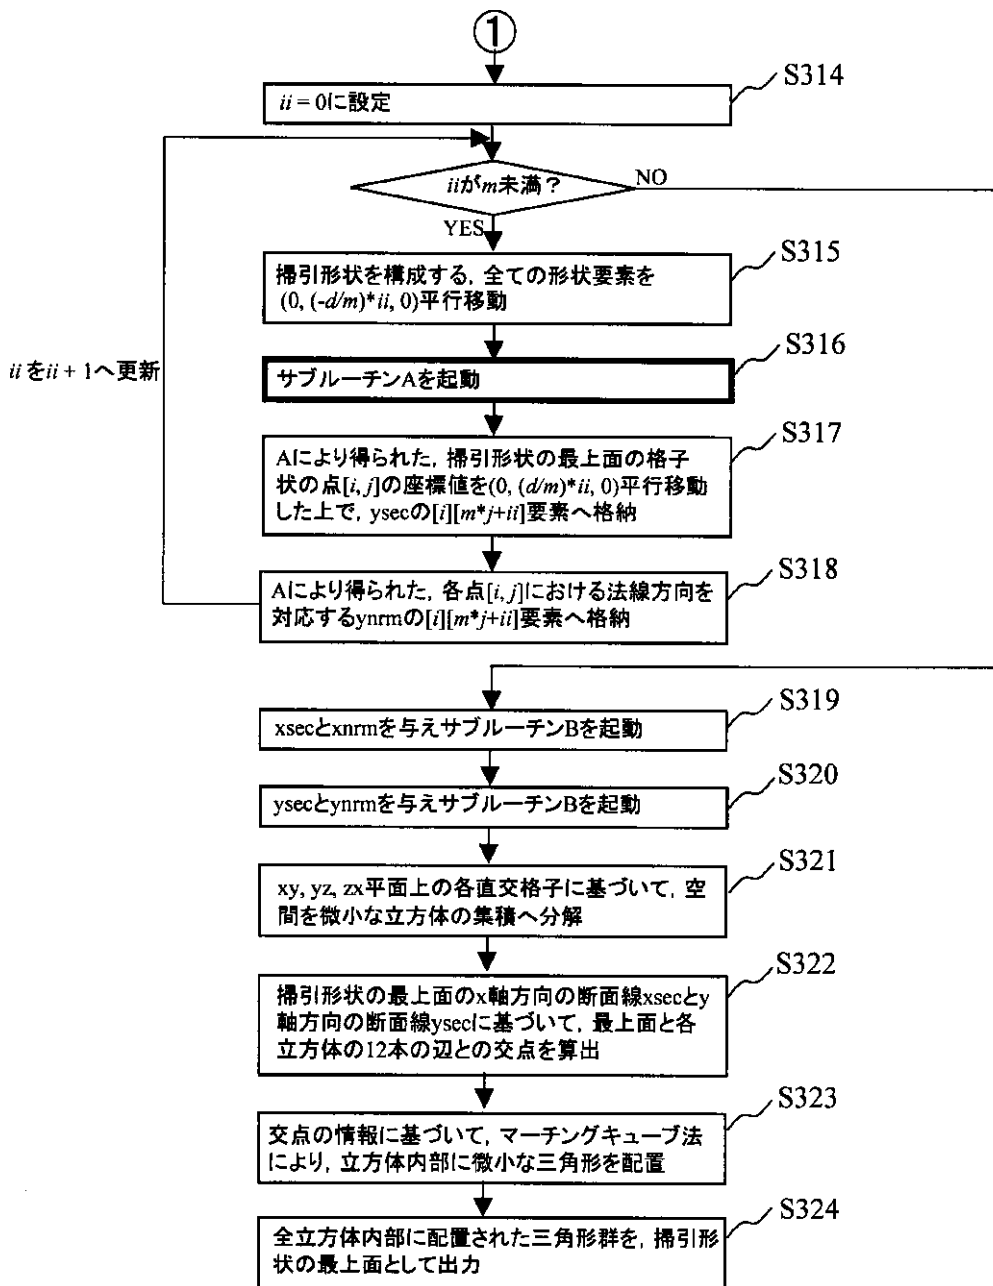 ①
S314
ii = 0に設定
iiがm未満？
NO
YES
S315
掃引形状を構成する, 全ての形状要素を
(0, (-d/m)*ii, 0)平行移動
S316
iiをii + 1へ更新
サブルーチンAを起動
S317
Aにより得られた, 掃引形状の最上面の格子
状の点[i, j]の座標値を(0, (d/m)*ii, 0)平行移動
した上で, ysecの[i][m*j+ii]要素へ格納
S318
Aにより得られた, 各点[i, j]における法線方向を
対応するynrmの[i][m*j+ii]要素へ格納
S319
xsecとxnrmを与えサブルーチンBを起動
S320
ysecとynrmを与えサブルーチンBを起動
S321
xy, yz, zx平面上の各直交格子に基づいて, 空
間を微小な立方体の集積へ分解
S322
掃引形状の最上面のx軸方向の断面線xsecとy
軸方向の断面線ysecに基づいて, 最上面と各
立方体の12本の辺との交点を算出
S323
交点の情報に基づいて, マーチングキューブ法
により, 立方体内部に微小な三角形を配置
S324
全立方体内部に配置された三角形群を, 掃引形
状の最上面として出力